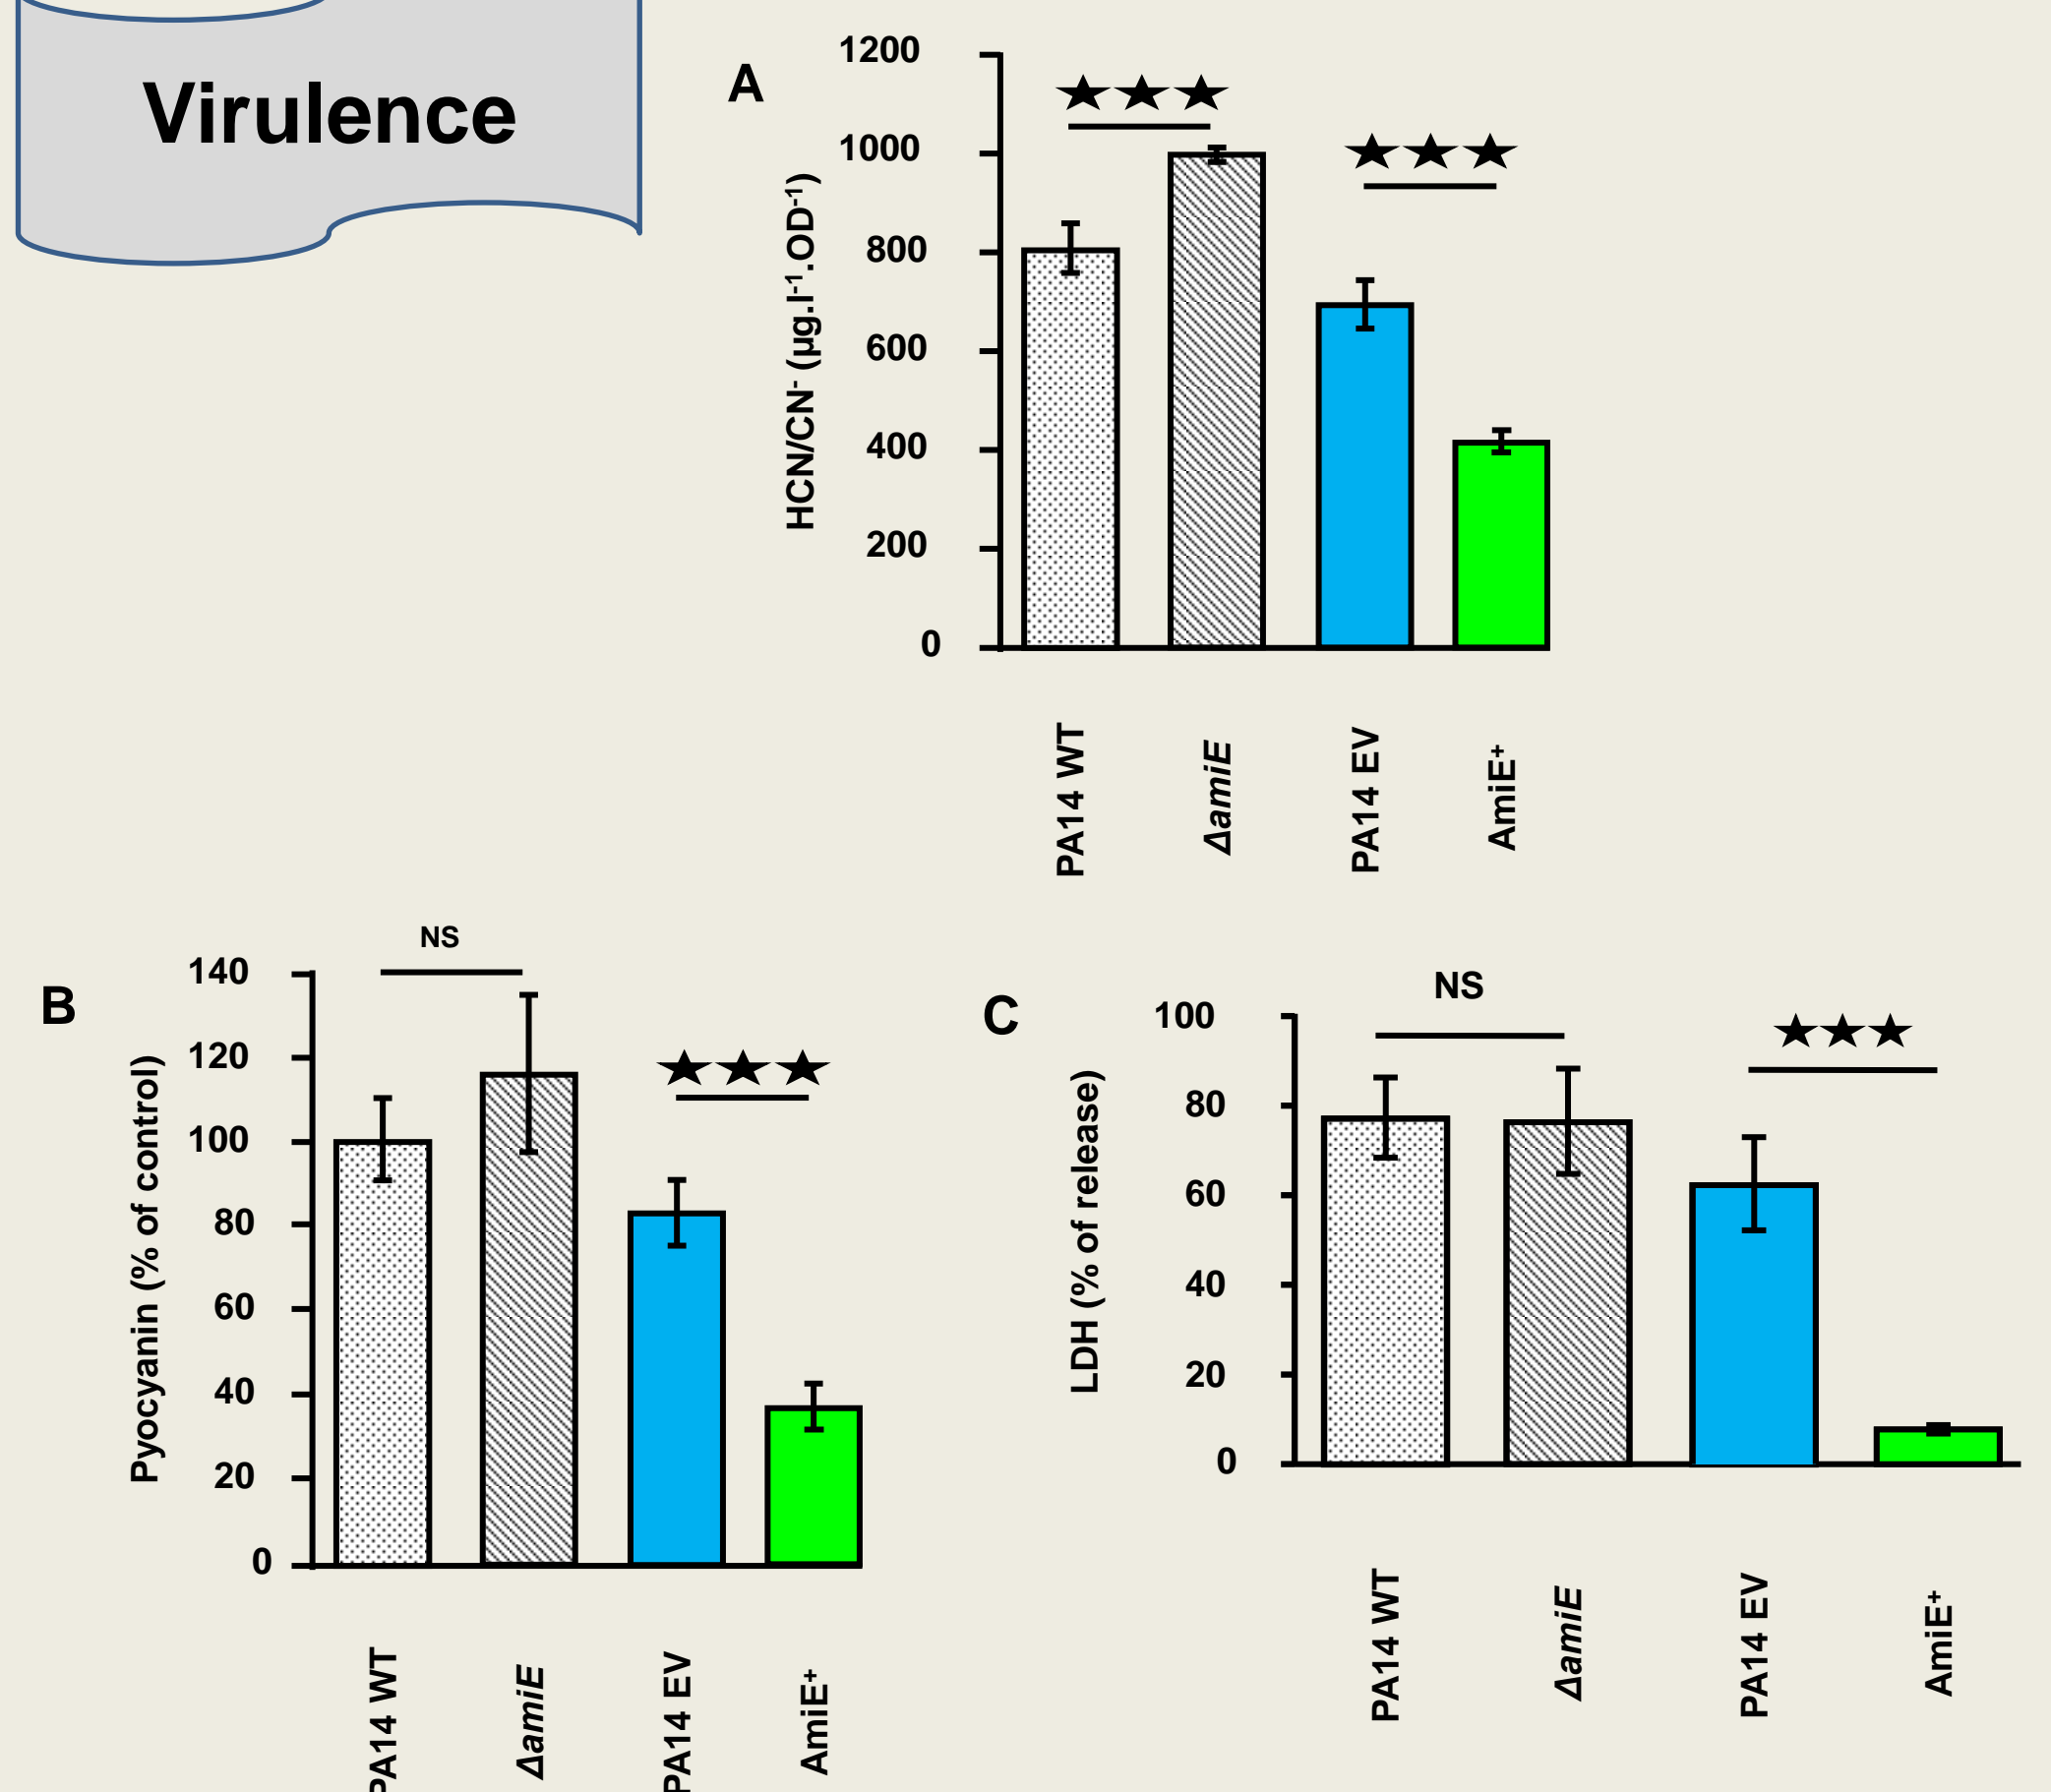 Virulence
A
HCN/CN⁻ (µg.l⁻¹.OD⁻¹)
1200
1000
800
600
400
200
0
★★★
★★★
PA14 WT
ΔamiE
PA14 EV
AmiE⁺
B
Pyocyanin (% of control)
140
120
100
80
60
40
20
0
NS
★★★
PA14 WT
ΔamiE
PA14 EV
AmiE⁺
C
LDH (% of release)
100
80
60
40
20
0
NS
★★★
PA14 WT
ΔamiE
PA14 EV
AmiE⁺